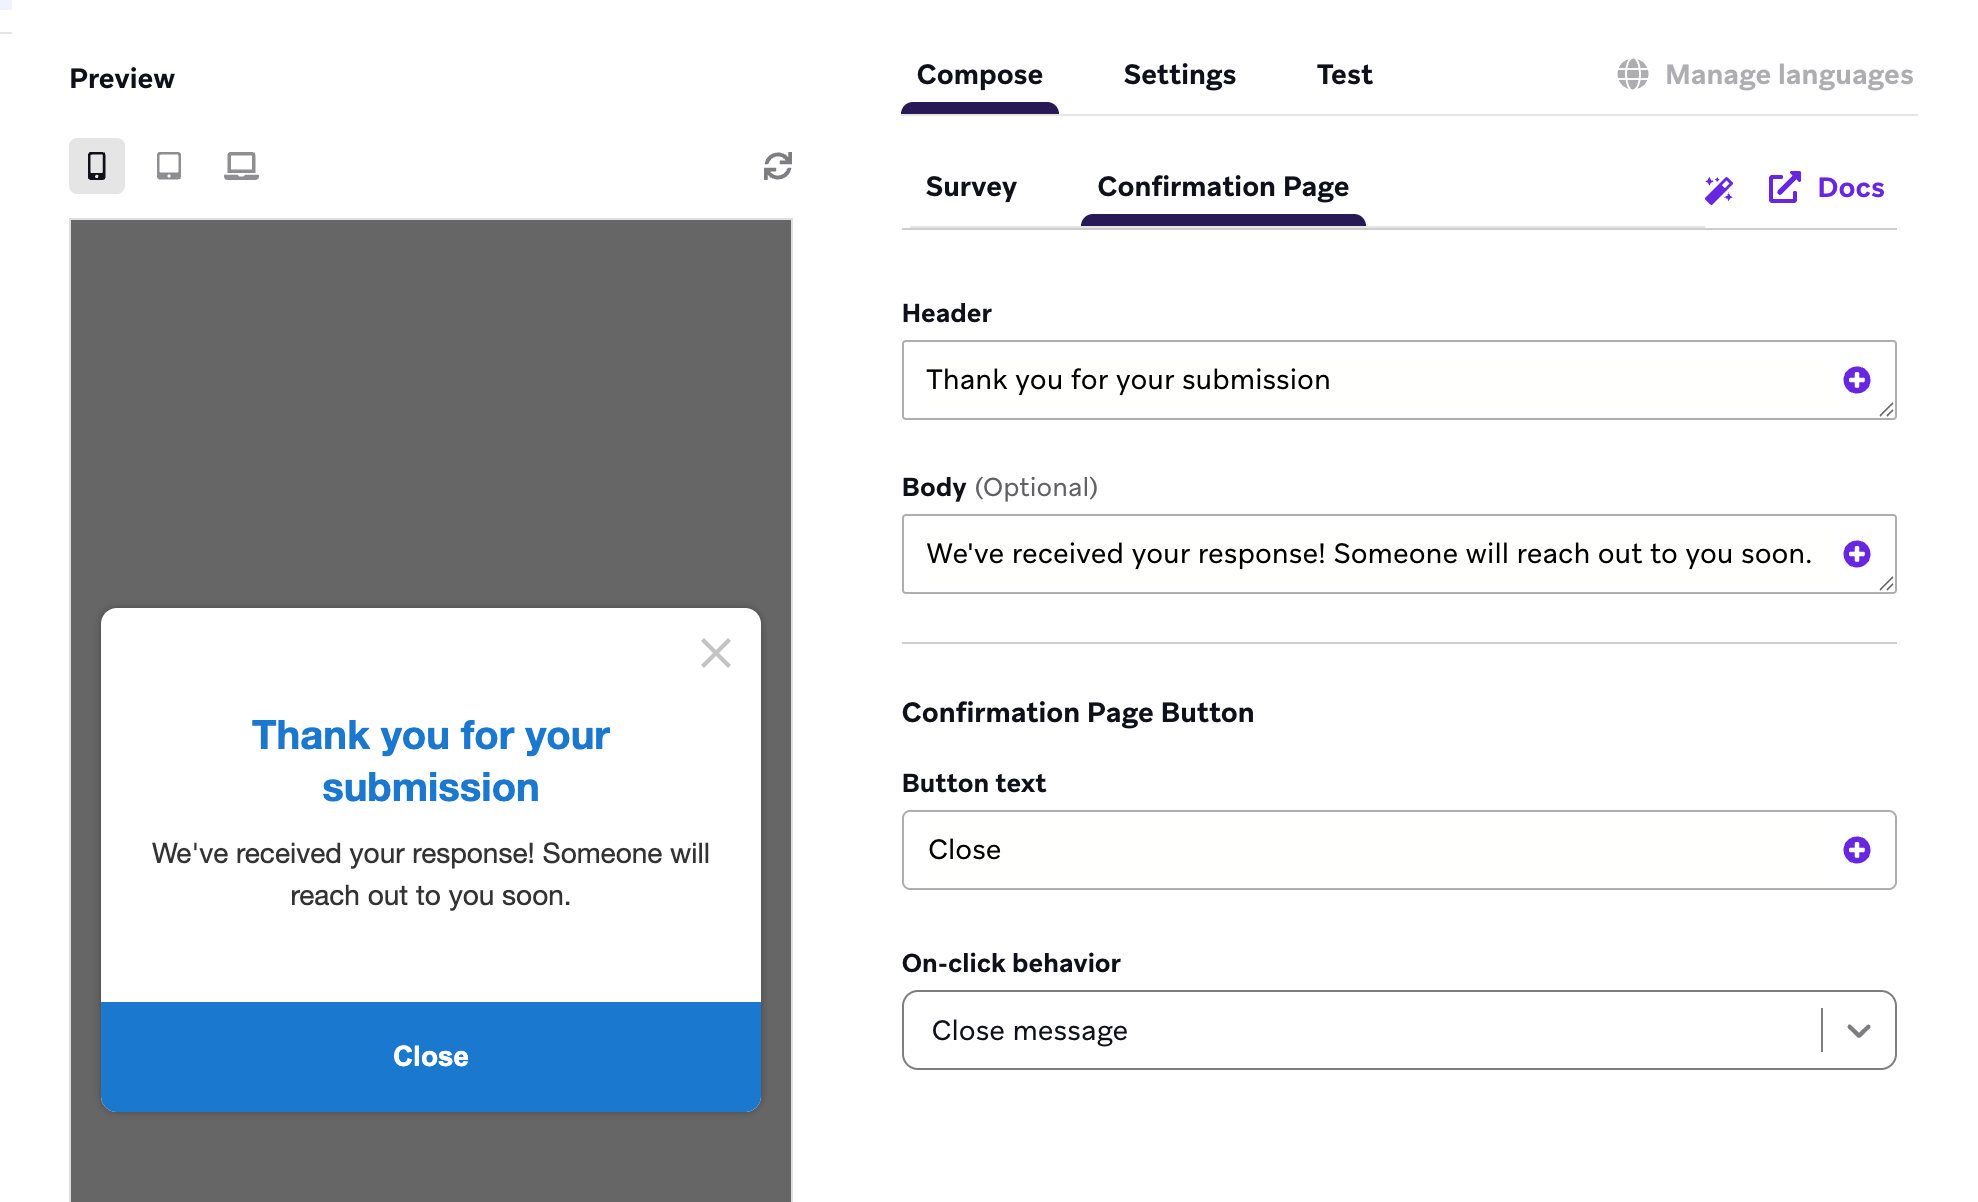 Preview
Thank you for your
submission
We've received your response! Someone will
reach out to you soon.
Close
Compose
Settings
Test
Manage languages
Survey
Confirmation Page
Docs
Header
Thank you for your submission
Body (Optional)
We've received your response! Someone will reach out to you soon.
Confirmation Page Button
Button text
Close
On-click behavior
Close message